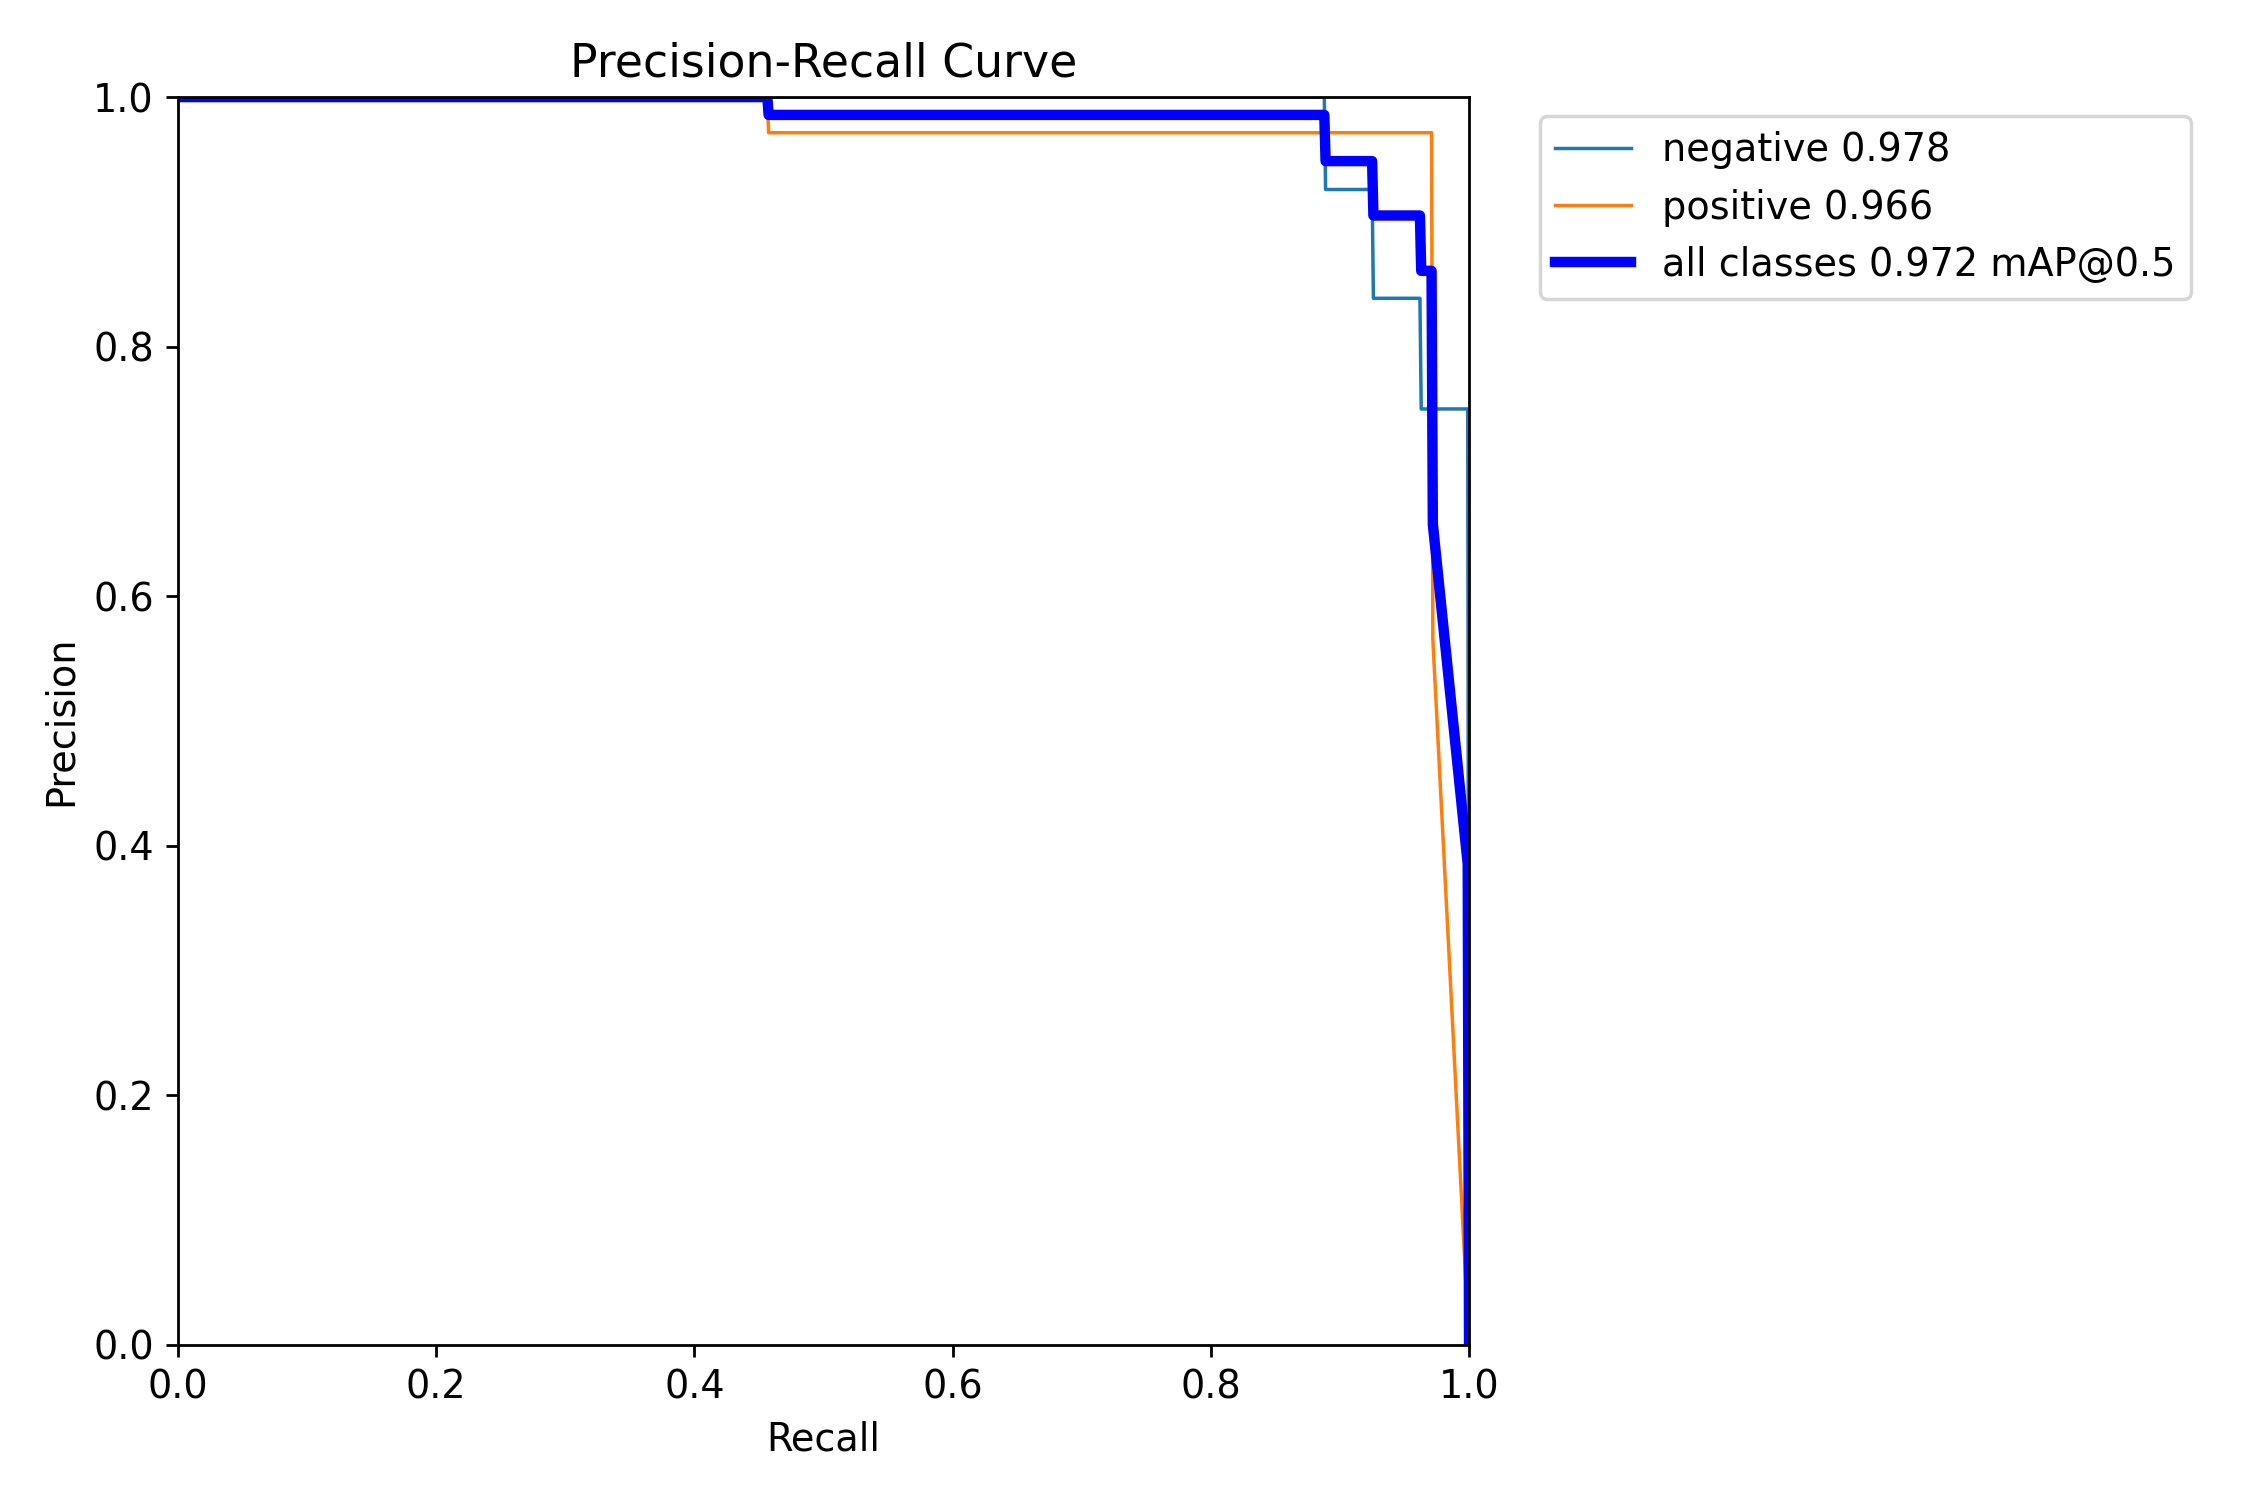 Precision-Recall Curve
negative 0.978
positive 0.966
all classes 0.972 mAP@0.5
1.0
0.8
0.6
0.4
0.2
0.0
Precision
0.0 0.2 0.4 0.6 0.8 1.0
Recall